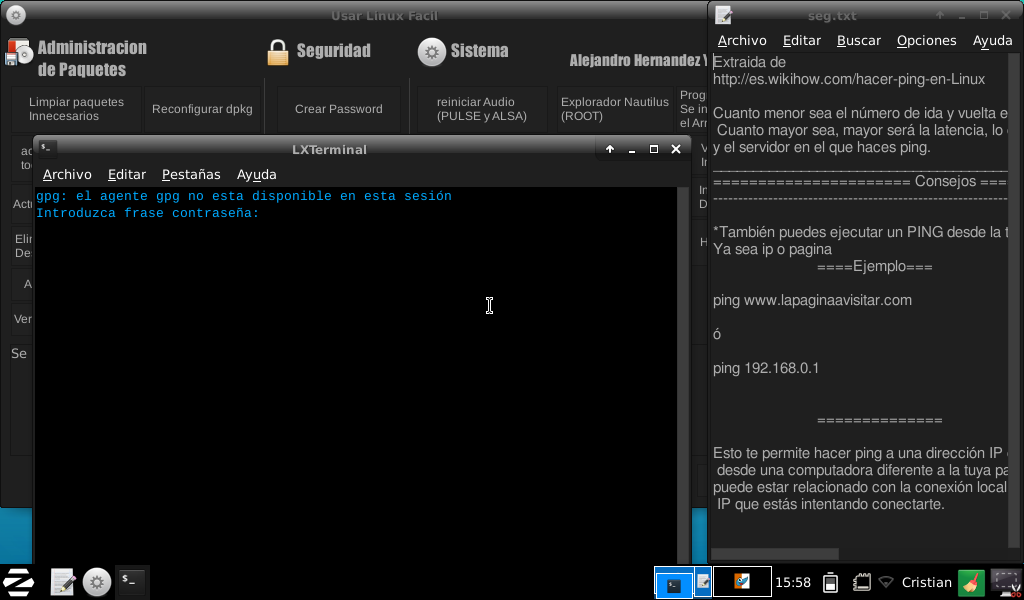 Usar Linux Facil
Administracion
de Paquetes
Seguridad
Sistema
Alejandro Hernandez
Limpiar paquetes
Innecesarios
Reconfigurar dpkg
Crear Password
reiniciar Audio
(PULSE y ALSA)
Explorador Nautilus
(ROOT)
Prog
Se in
el Arr
LXTerminal
Archivo Editar Pestañas Ayuda
gpg: el agente gpg no esta disponible en esta sesión
Introduzca frase contraseña:
seg.txt
Archivo Editar Buscar Opciones Ayuda
Extraida de
http://es.wikihow.com/hacer-ping-en-Linux
Cuanto menor sea el número de ida y vuelta e
Cuanto mayor sea, mayor será la latencia, lo
y el servidor en el que haces ping.
====================== Consejos ===
*También puedes ejecutar un PING desde la t
Ya sea ip o pagina
====Ejemplo===
ping www.lapaginaavisitar.com
ó
ping 192.168.0.1
==============
Esto te permite hacer ping a una dirección IP
desde una computadora diferente a la tuya pa
puede estar relacionado con la conexión local
IP que estás intentando conectarte.
15:58
Cristian